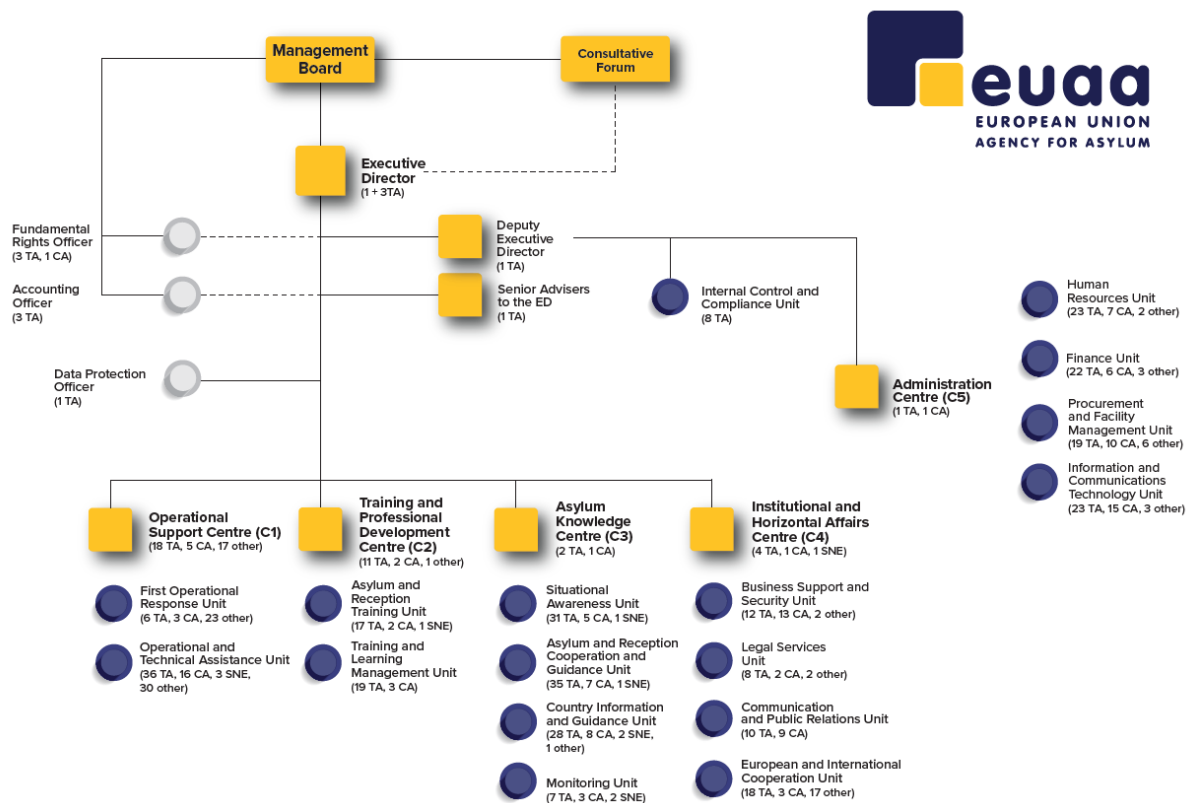 Management
Board
Consultative
Forum
euaa
EUROPEAN UNION
AGENCY FOR ASYLUM
Executive
Director
(1 + 3TA)
Fundamental
Rights Officer
(3 TA, 1 CA)
Deputy
Executive
Director
(1 TA)
Accounting
Officer
(3 TA)
Senior Advisers
to the ED
(1 TA)
Internal Control and
Compliance Unit
(8 TA)
Data Protection
Officer
(1 TA)
Administration
Centre (C5)
(1 TA, 1 CA)
Human
Resources Unit
(23 TA, 7 CA, 2 other)
Finance Unit
(22 TA, 6 CA, 3 other)
Procurement
and Facility
Management Unit
(19 TA, 10 CA, 6 other)
Information and
Communications
Technology Unit
(23 TA, 15 CA, 3 other)
Operational
Support Centre (C1)
(18 TA, 5 CA, 17 other)
First Operational
Response Unit
(6 TA, 3 CA, 23 other)
Operational and
Technical Assistance Unit
(36 TA, 16 CA, 3 SNE,
30 other)
Training and
Professional
Development
Centre (C2)
(11 TA, 2 CA, 1 other)
Asylum and
Reception
Training Unit
(17 TA, 2 CA, 1 SNE)
Training and
Learning
Management Unit
(19 TA, 3 CA)
Asylum
Knowledge
Centre (C3)
(2 TA, 1 CA)
Situational
Awareness Unit
(31 TA, 5 CA, 1 SNE)
Asylum and Reception
Cooperation and
Guidance Unit
(35 TA, 7 CA, 1 SNE)
Country Information
and Guidance Unit
(28 TA, 8 CA, 2 SNE,
1 other)
Monitoring Unit
(7 TA, 3 CA, 2 SNE)
Institutional and
Horizontal Affairs
Centre (C4)
(4 TA, 1 CA, 1 SNE)
Business Support and
Security Unit
(12 TA, 13 CA, 2 other)
Legal Services
Unit
(8 TA, 2 CA, 2 other)
Communication
and Public Relations Unit
(10 TA, 9 CA)
European and International
Cooperation Unit
(18 TA, 3 CA, 17 other)